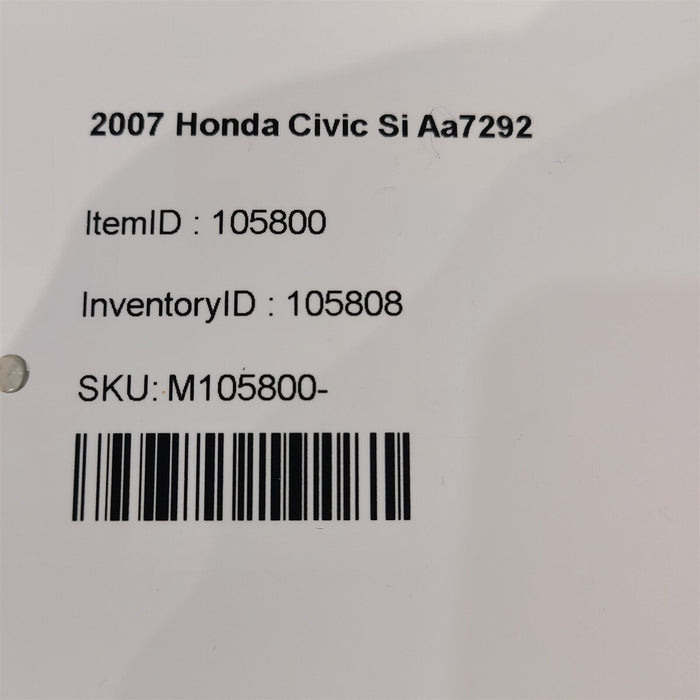 2007 Honda Civic Si Aa7292
ItemID : 105800
InventoryID : 105808
SKU: M105800-